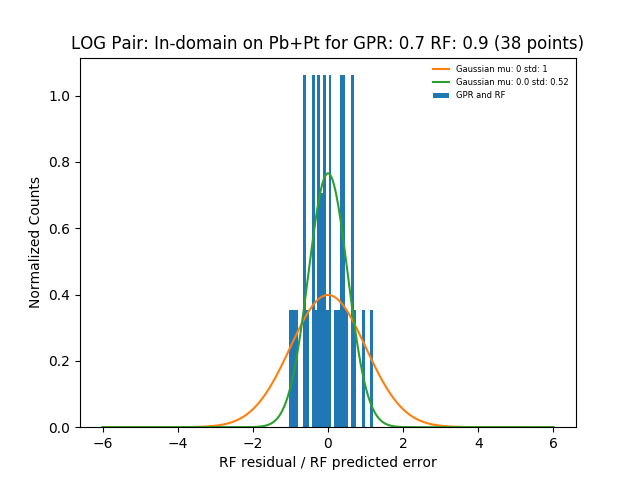 LOG Pair: In-domain on Pb+Pt for GPR: 0.7 RF: 0.9 (38 points)
Gaussian mu: 0 std: 1
Gaussian mu: 0.0 std: 0.52
GPR and RF
Normalized Counts
1.0
0.8
0.6
0.4
0.2
0.0
−6 −4 −2 0 2 4 6
RF residual / RF predicted error